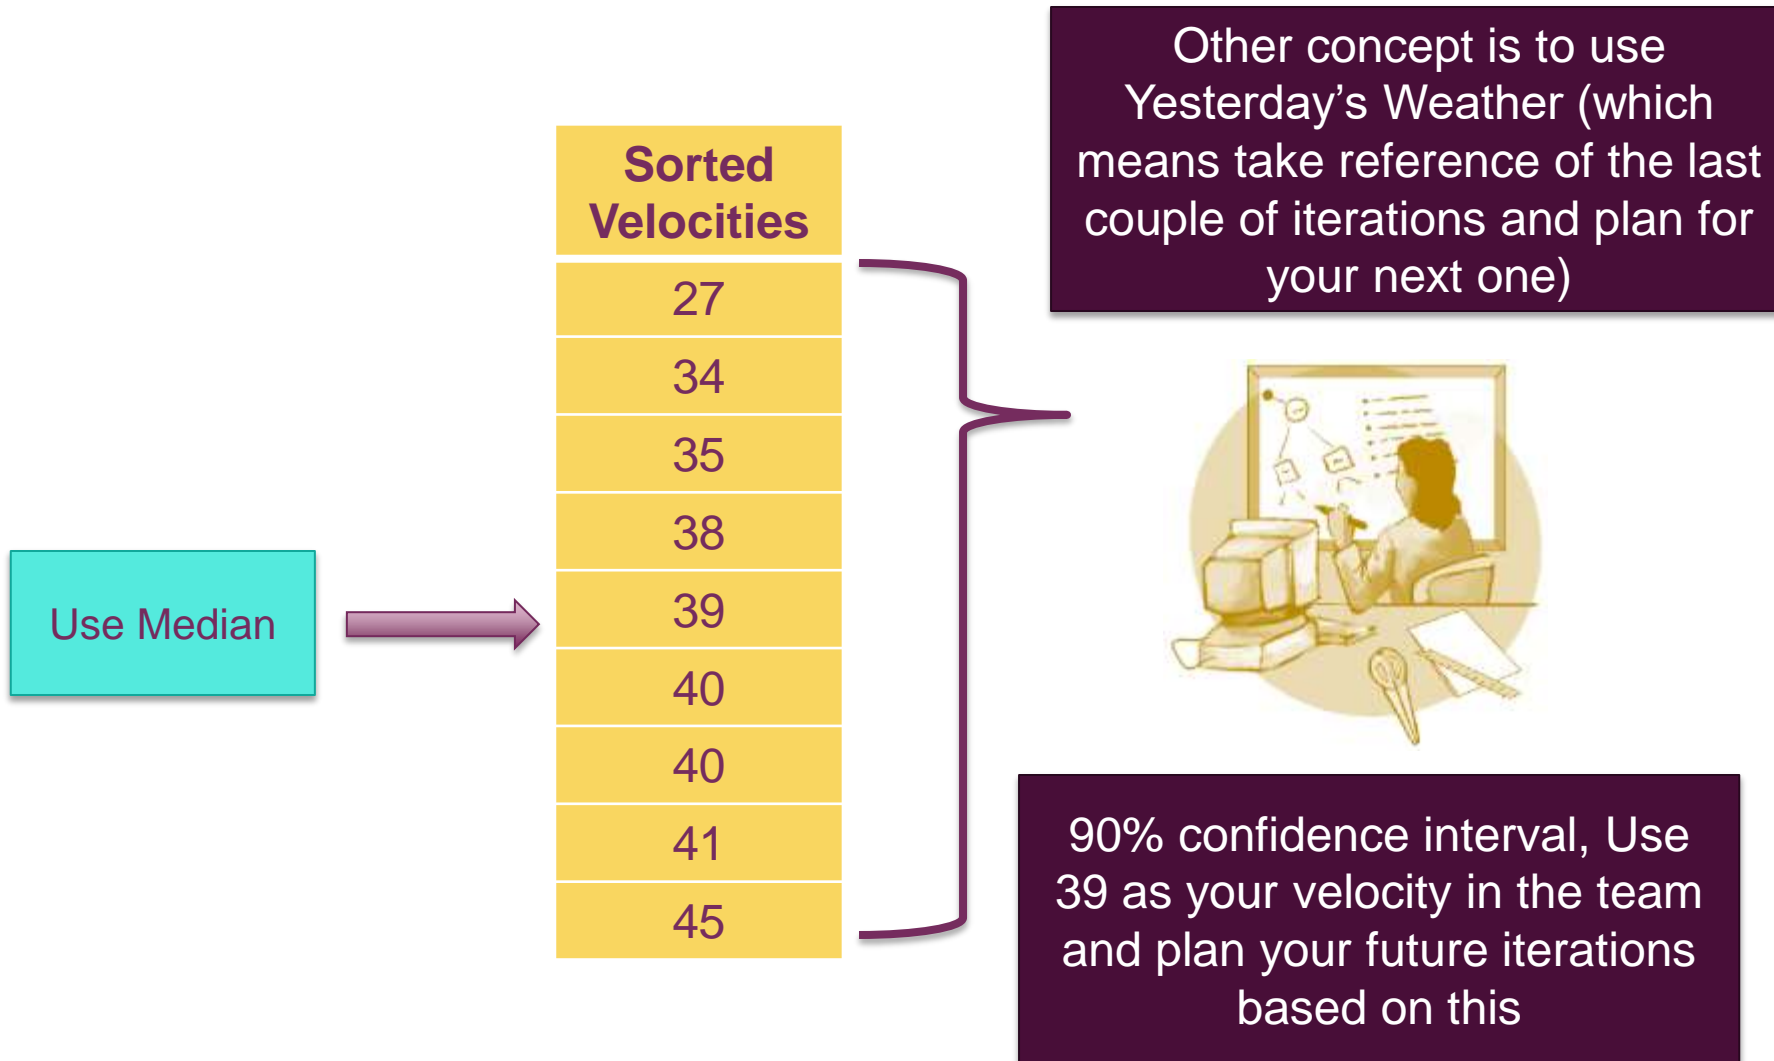 Other concept is to use
Yesterday’s Weather (which
means take reference of the last
couple of iterations and plan for
your next one)
Sorted
Velocities
27
34
35
38
39
40
40
41
45
Use Median
90% confidence interval, Use
39 as your velocity in the team
and plan your future iterations
based on this